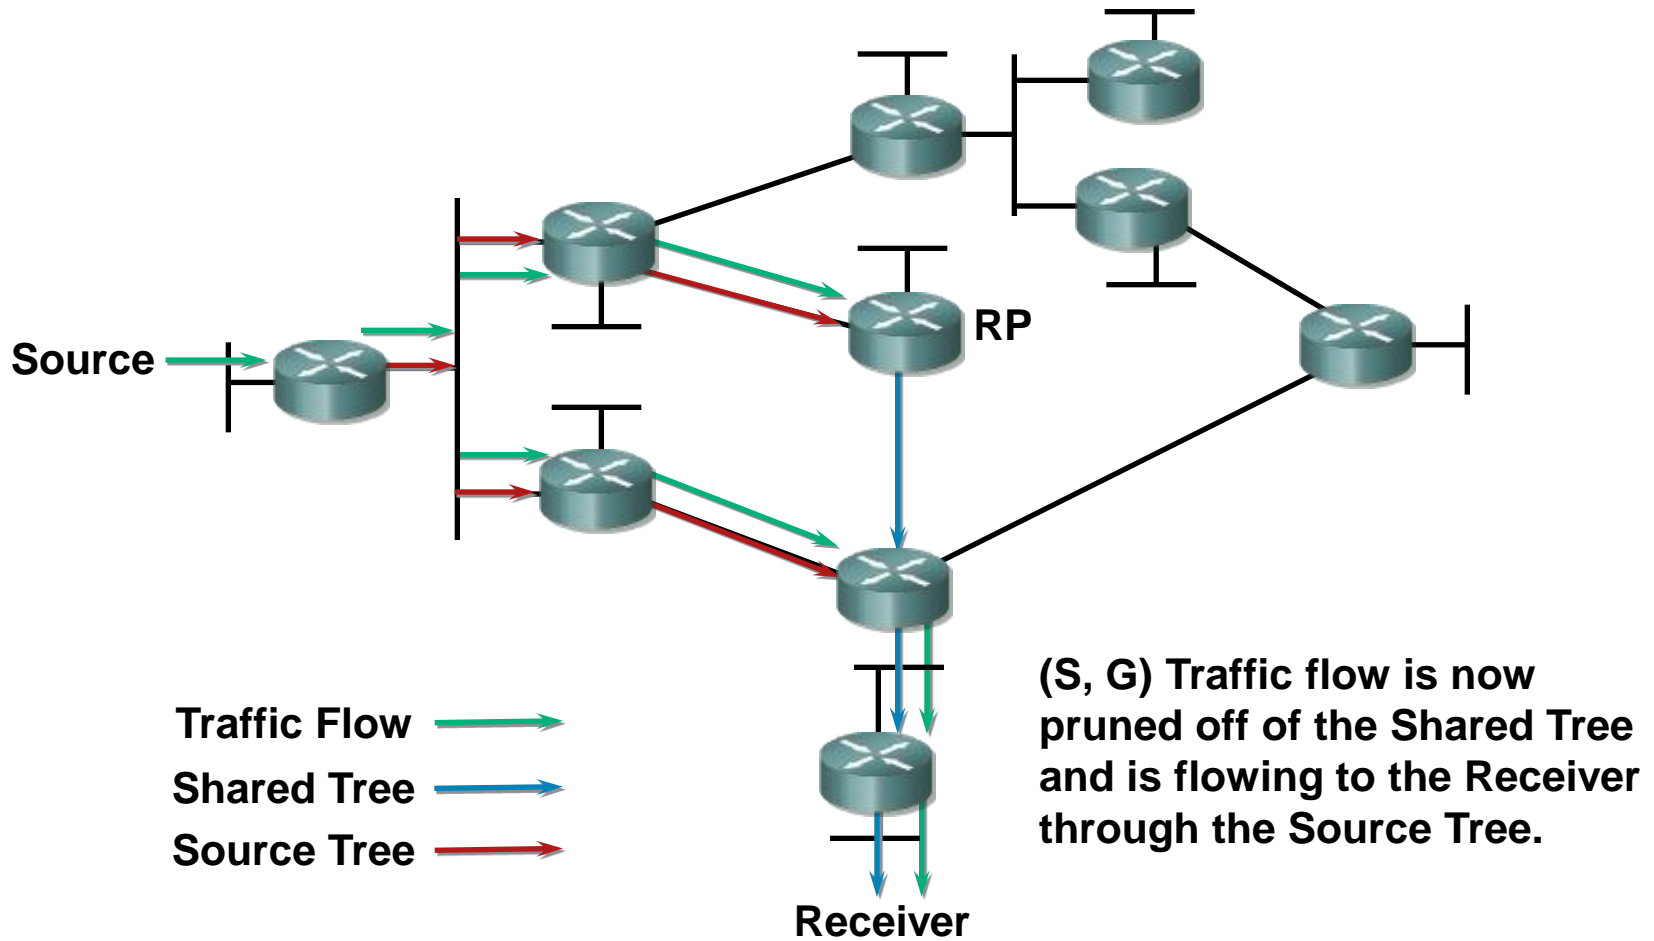 RP
Source
(S, G) Traffic flow is now
pruned off of the Shared Tree
and is flowing to the Receiver
through the Source Tree.
Traffic Flow
Shared Tree
Source Tree
Receiver